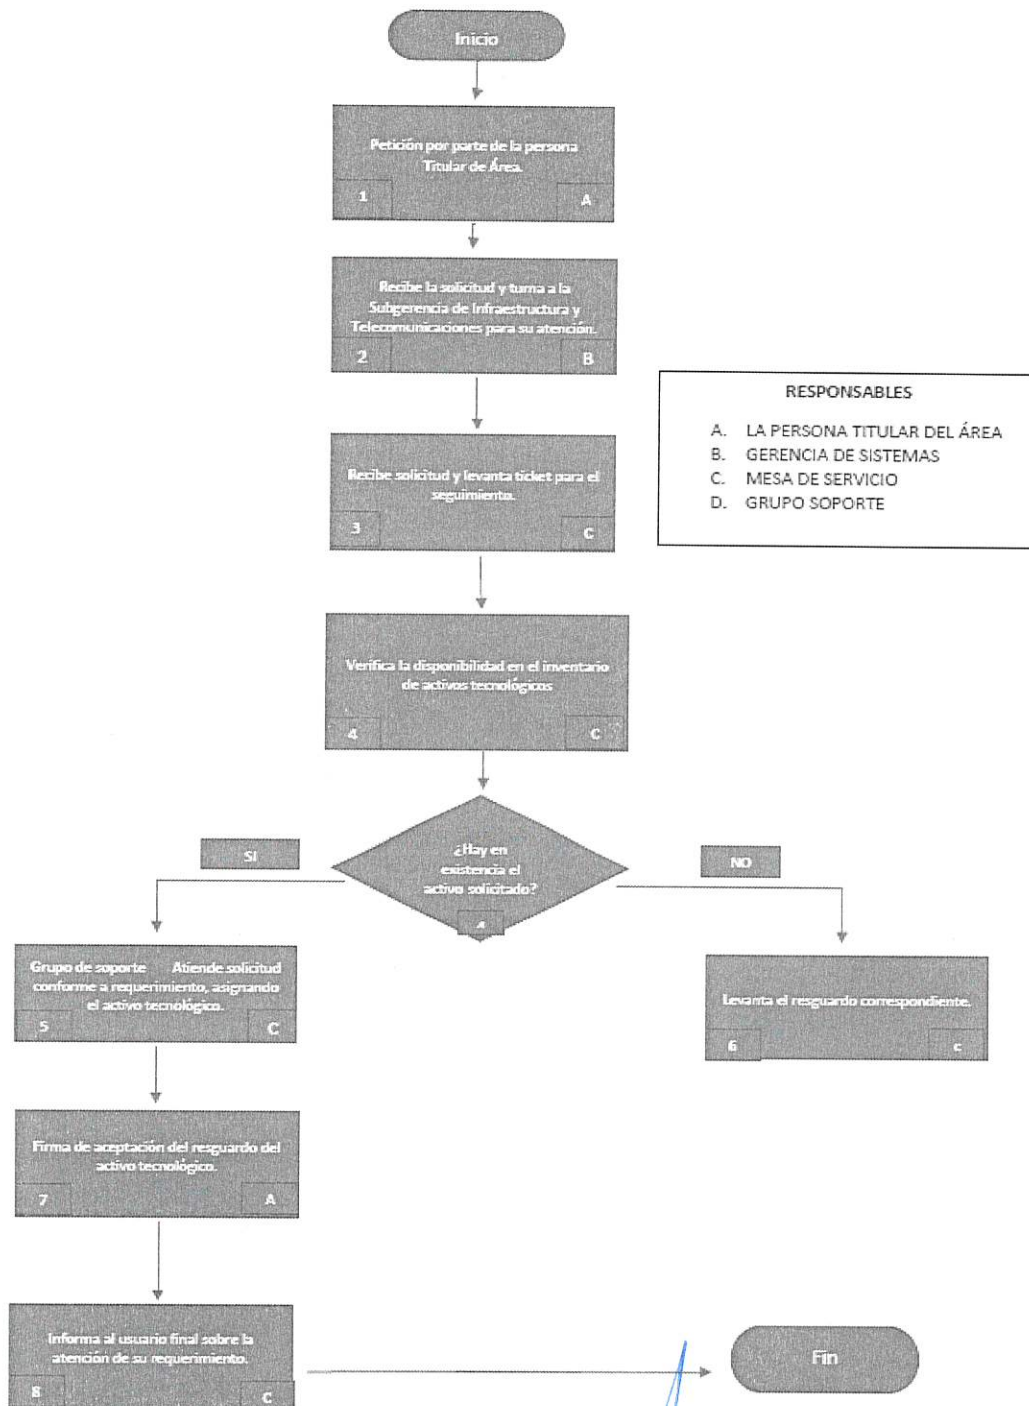 Inicio
Petición por parte de la persona
Titular de Área.
1
A
Recibe la solicitud y turna a la
Subgerencia de Infraestructura y
Telecomunicaciones para su atención.
2
B
Recibe solicitud y levanta ticket para el
seguimiento.
3
C
RESPONSABLES
A. LA PERSONA TITULAR DEL ÁREA
B. GERENCIA DE SISTEMAS
C. MESA DE SERVICIO
D. GRUPO SOPORTE
Verifica la disponibilidad en el inventario
de activos tecnológicos
4
C
¿Hay en
existencia el
activo solicitado?
SI
NO
Grupo de soporte Atiende solicitud
conforme a requerimiento, asignando
el activo tecnológico.
5
C
Levanta el resguardo correspondiente.
6
c
Firma de aceptación del resguardo del
activo tecnológico.
7
A
Informa al usuario final sobre la
atención de su requerimiento.
8
C
Fin